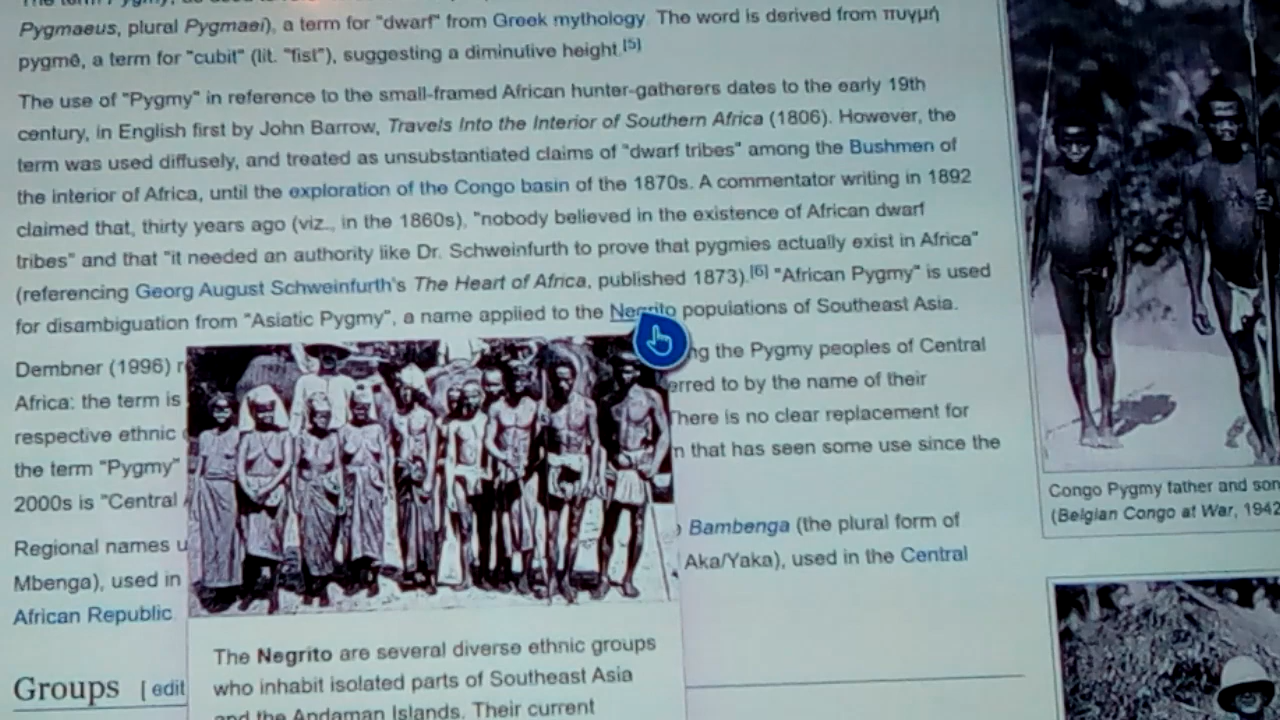 Pygmaeus, plural Pygmaei), a term for "dwarf" from Greek mythology. The word is derived from πυγμή
pygmē, a term for "cubit" (lit. "fist"), suggesting a diminutive height.[5]
The use of "Pygmy" in reference to the small-framed African hunter-gatherers dates to the early 19th
century, in English first by John Barrow, Travels Into the Interior of Southern Africa (1806). However, the
term was used diffusely, and treated as unsubstantiated claims of "dwarf tribes" among the Bushmen of
the interior of Africa, until the exploration of the Congo basin of the 1870s. A commentator writing in 1892
claimed that, thirty years ago (viz., in the 1860s), "nobody believed in the existence of African dwarf
tribes" and that "it needed an authority like Dr. Schweinfurth to prove that pygmies actually exist in Africa"
(referencing Georg August Schweinfurth's The Heart of Africa, published 1873).[6] "African Pygmy" is used
for disambiguation from "Asiatic Pygmy", a name applied to the Negrito populations of Southeast Asia.
Dembner (1996) r
ng the Pygmy peoples of Central
Africa: the term is
erred to by the name of their
respective ethnic
There is no clear replacement for
the term "Pygmy"
n that has seen some use since the
2000s is "Central
Regional names u
Bambenga (the plural form of
Mbenga), used in
Aka/Yaka), used in the Central
African Republic
Groups [ edit
The Negrito are several diverse ethnic groups
who inhabit isolated parts of Southeast Asia
and the Andaman Islands. Their current
Congo Pygmy father and son
(Belgian Congo at War, 1942